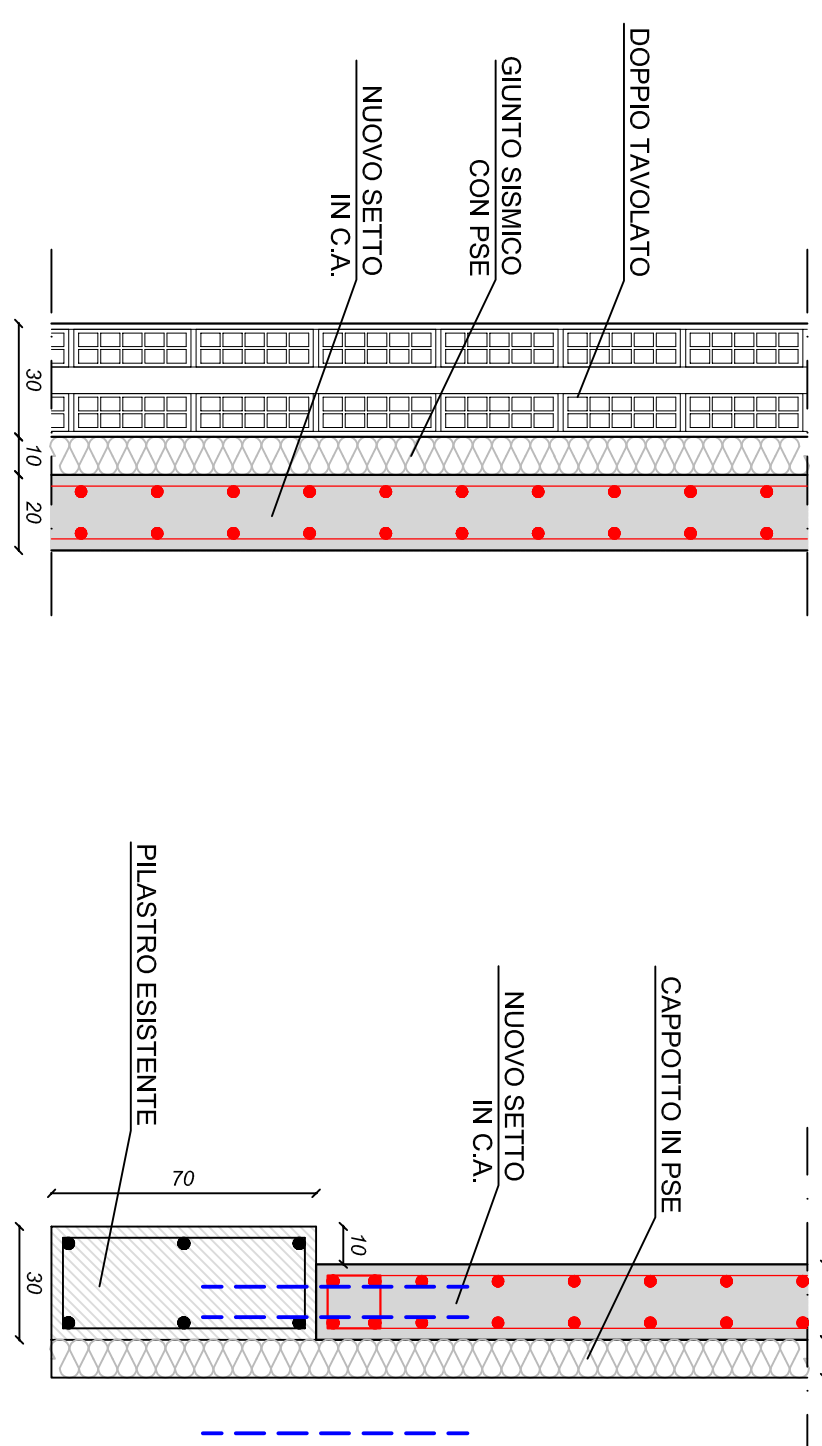 DOPPIO TAVOLATO
GIUNTO SISMICO
CON PSE
NUOVO SETTO
IN C.A.
30
10
20
CAPPOTTO IN PSE
NUOVO SETTO
IN C.A.
PILASTRO ESISTENTE
70
10
30